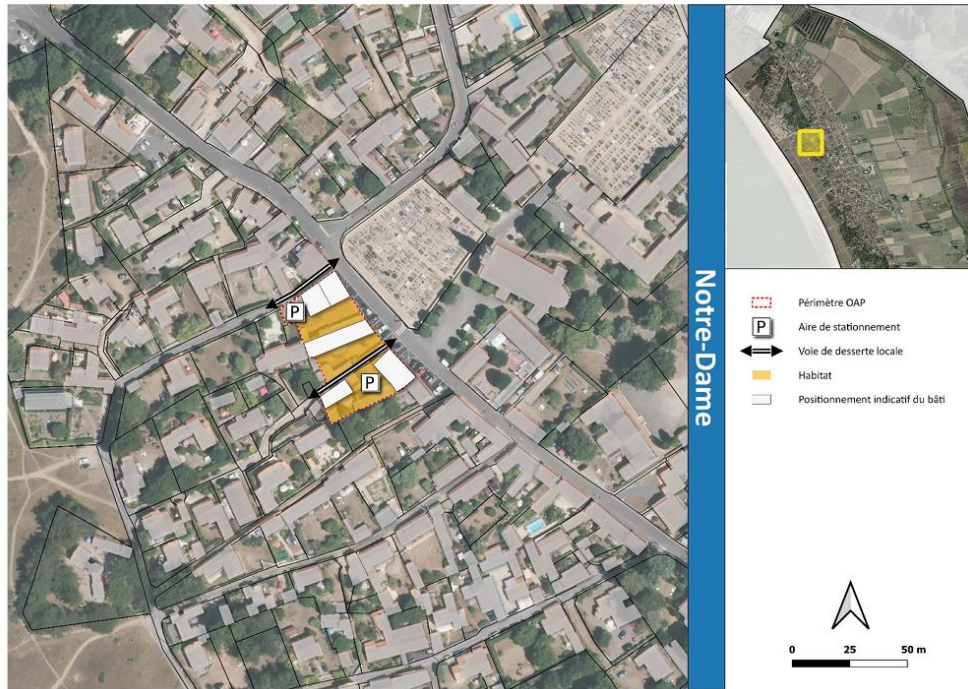 P
P
Notre-Dame
Périmètre OAP
P
Aire de stationnement
Voie de desserte locale
Habitat
Positionnement indicatif du bâti
0 25 50 m